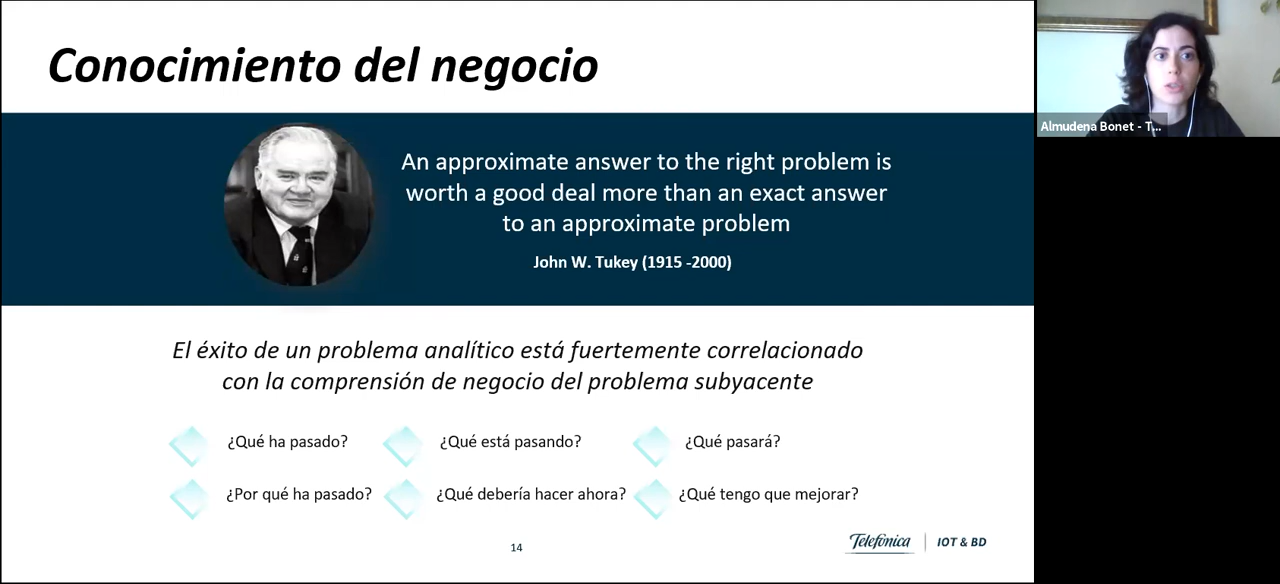 Conocimiento del negocio
An approximate answer to the right problem is
worth a good deal more than an exact answer
to an approximate problem
John W. Tukey (1915 -2000)
El éxito de un problema analítico está fuertemente correlacionado
con la comprensión de negocio del problema subyacente
¿Qué ha pasado?
¿Qué está pasando?
¿Qué pasará?
¿Por qué ha pasado?
¿Qué debería hacer ahora?
¿Qué tengo que mejorar?
14
Telefónica
IOT & BD
Almudena Bonet - T...